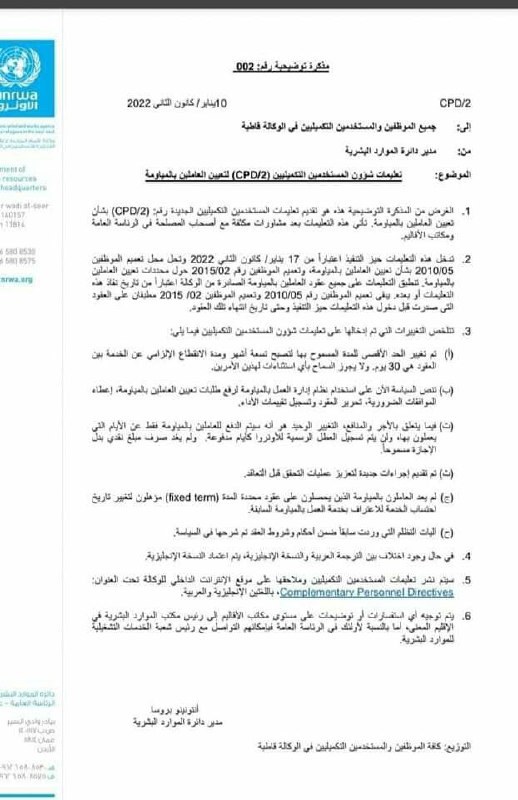 مذكرة توضيحية رقم: 002
CPD/2
10يناير/ كانون الثاني 2022
إلى: جميع الموظفين والمستخدمين التكميليين في الوكالة قاطبة
من: مدير دائرة الموارد البشرية
الموضوع: تعليمات شؤون المستخدمين التكميليين (CPD/2) لتعيين العاملين بالمياومة
1. الغرض من المذكرة التوضيحية هذه هو تقديم تعليمات المستخدمين التكميليين الجديدة رقم: (CPD/2) بشأن
تعيين العاملين بالمياومة. تأتي هذه التعليمات بعد مشاورات مكثفة مع أصحاب المصلحة في الرئاسة العامة
ومكاتب الأقاليم.
2. تدخل هذه التعليمات حيز التنفيذ اعتباراً من 17 يناير/ كانون الثاني 2022 وتحل محل تعميم الموظفين
2010/05 بشأن تعيين العاملين بالمياومة، وتعميم الموظفين رقم 2015/02 حول محددات تعيين العاملين
بالمياومة. تنطبق التعليمات على جميع عقود العاملين بالمياومة الصادرة من الوكالة اعتباراً من تاريخ نفاذ هذه
التعليمات أو بعده. يبقى تعميم الموظفين رقم 2010/05 وتعميم الموظفين 02/ 2015 مطبقان على العقود
التي صدرت قبل دخول هذه التعليمات حيز التنفيذ وحتى تاريخ انتهاء تلك العقود.
3. تتلخص التغييرات التي تم إدخالها على تعليمات شؤون المستخدمين التكميليين فيما يلي:
(أ) تم تغيير الحد الأقصى للمدة المسموح بها لتصبح تسعة أشهر ومدة الانقطاع الإلزامي عن الخدمة بين
العقود هي 30 يوم. ولا يجوز السماح بأي استثناءات لهذين الأمرين.
(ب) تنص السياسة الآن على استخدام نظام إدارة العمل بالمياومة لرفع طلبات تعيين العاملين بالمياومة، إعطاء
الموافقات الضرورية، تحرير العقود وتسجيل تقييمات الأداء.
(ت) فيما يتعلق بالأجر والمنافع، التغيير الوحيد هو أنه سيتم الدفع للعاملين بالمياومة فقط عن الأيام التي
يعملون بها، ولن يتم تسجيل العطل الرسمية للأونروا كأيام مدفوعة. ولم يعد صرف مبلغ نقدي بدل
الإجازة مسموحاً.
(ث) تم تقديم إجراءات جديدة لتعزيز عمليات التحقق قبل التعاقد.
(ج) لم يعد العاملون بالمياومة الذين يحصلون على عقود محددة المدة (fixed term) مؤهلون لتغيير تاريخ
احتساب الخدمة للاعتراف بخدمة العمل بالمياومة السابقة.
(ح) آليات التظلم التي وردت سابقاً ضمن أحكام وشروط العقد تم شرحها في السياسة.
4. في حال وجود اختلاف بين الترجمة العربية والنسخة الإنجليزية، يتم اعتماد النسخة الإنجليزية.
5. سيتم نشر تعليمات المستخدمين التكميليين وملاحقها على موقع الإنترانت الداخلي للوكالة تحت العنوان:
Complementary Personnel Directives، باللغتين الإنجليزية والعربية.
6. يتم توجيه أي استفسارات أو توضيحات على مستوى مكاتب الأقاليم إلى رئيس مكتب الموارد البشرية في
الإقليم المعني، أما بالنسبة لأولئك في الرئاسة العامة فبإمكانهم التواصل مع رئيس شعبة الخدمات التشغيلية
للموارد البشرية.
أنتونينو بروسا
مدير دائرة الموارد البشرية
التوزيع: كافة الموظفين والمستخدمين التكميليين في الوكالة قاطبة
unrwa
الأونروا
ment of
resources
headquarters
r wadi al-seer
140157
n 11814
6 580 8530
6 580 8575
nrwa.org
دائرة الموارد البشر
الرئاسة العامة - ع
بيادر وادي السير
الأردن